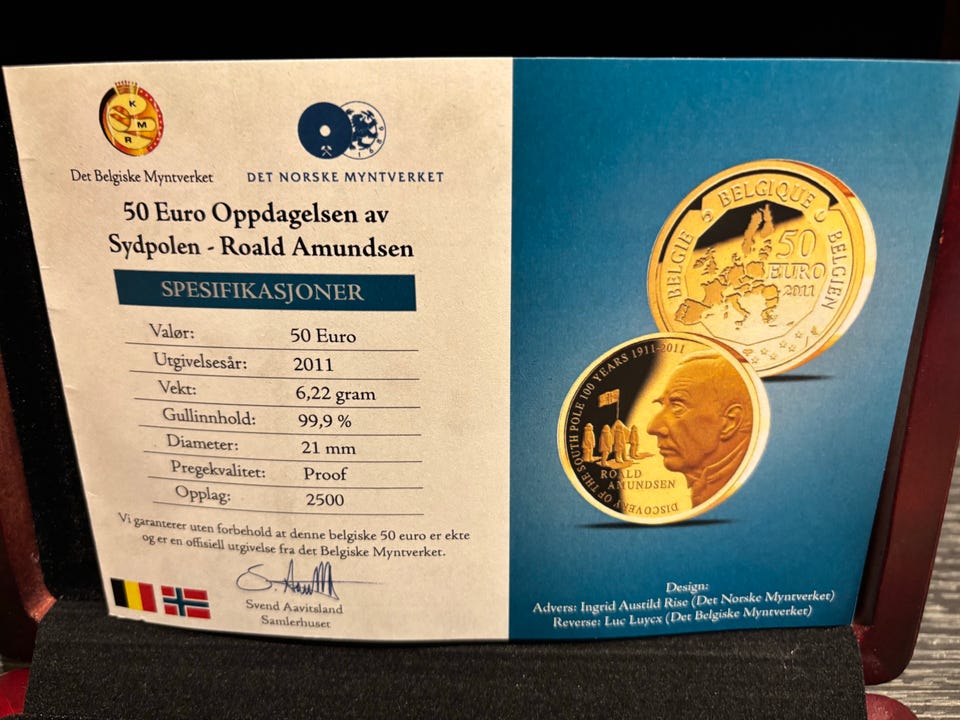 K
M
R
Det Belgiske Myntverket
1686
DET NORSKE MYNTVERKET
50 Euro Oppdagelsen av
Sydpolen - Roald Amundsen
SPESIFIKASJONER
Valør: 50 Euro
Utgivelsesår: 2011
Vekt: 6,22 gram
Gullinnhold: 99,9 %
Diameter: 21 mm
Pregekvalitet: Proof
Opplag: 2500
Vi garanterer uten forbehold at denne belgiske 50 euro er ekte
og er en offisiell utgivelse fra det Belgiske Myntverket.
Svend Aavitsland
Samlerhuset
BELGIE BELGIQUE BELGIEN
50
EURO
2011
DISCOVERY OF THE SOUTH POLE 100 YEARS 1911-2011
ROALD
AMUNDSEN
Design:
Advers: Ingrid Austlid Rise (Det Norske Myntverket)
Reverse: Luc Luycx (Det Belgiske Myntverket)